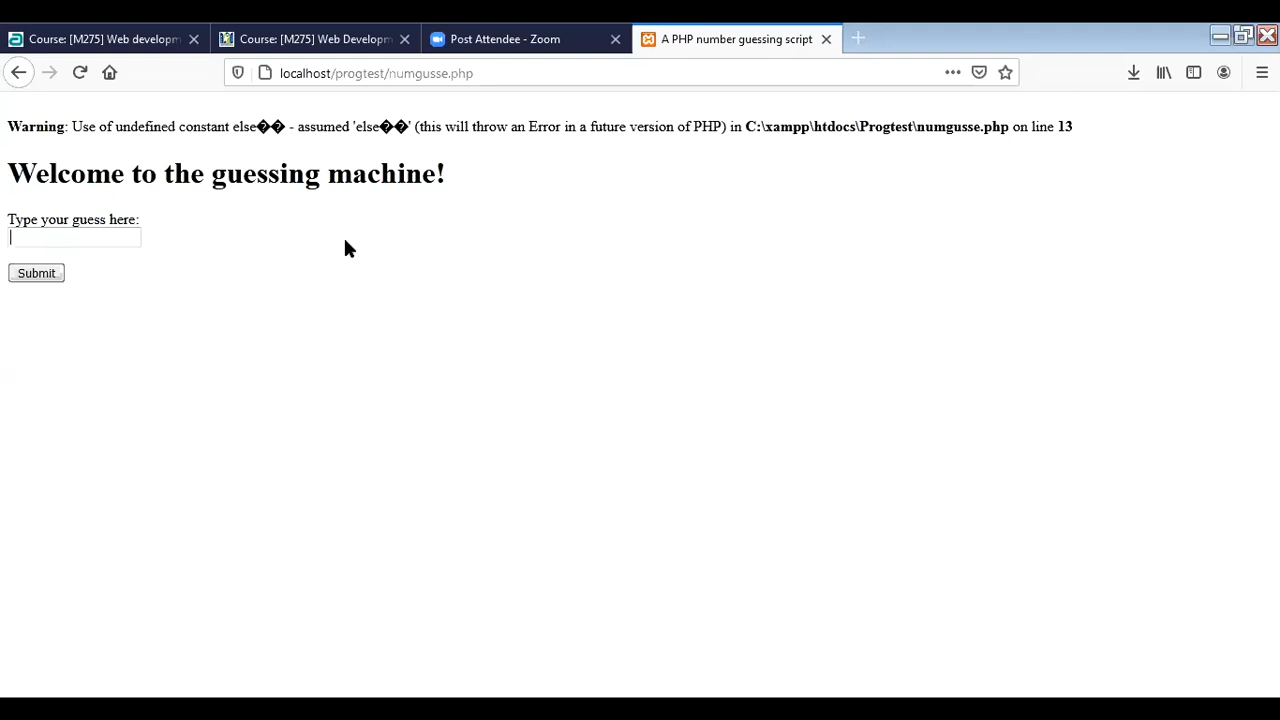 Course: [M275] Web developm
Course: [M275] Web Developm
Post Attendee - Zoom
A PHP number guessing script
localhost/progtest/numgusse.php
Warning: Use of undefined constant else�� - assumed 'else��' (this will throw an Error in a future version of PHP) in C:\xampp\htdocs\Progtest\numgusse.php on line 13
Welcome to the guessing machine!
Type your guess here:
Submit